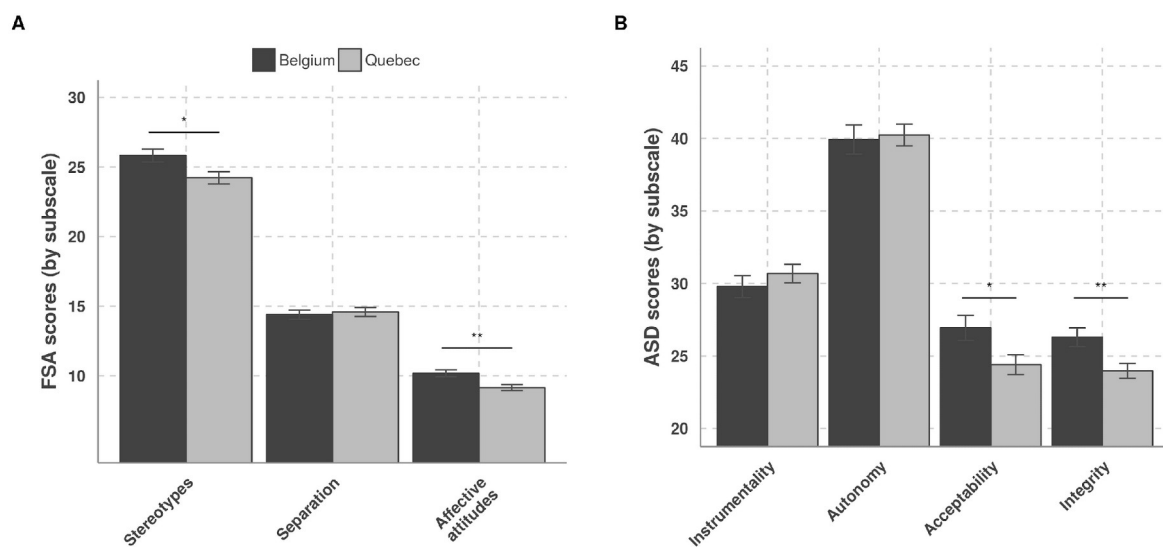 A
Belgium Quebec
FSA scores (by subscale)
30
25
20
15
10
*
**
Stereotypes
Separation
Affective
attitudes
B
ASD scores (by subscale)
45
40
35
30
25
20
*
**
Instrumentality
Autonomy
Acceptability
Integrity